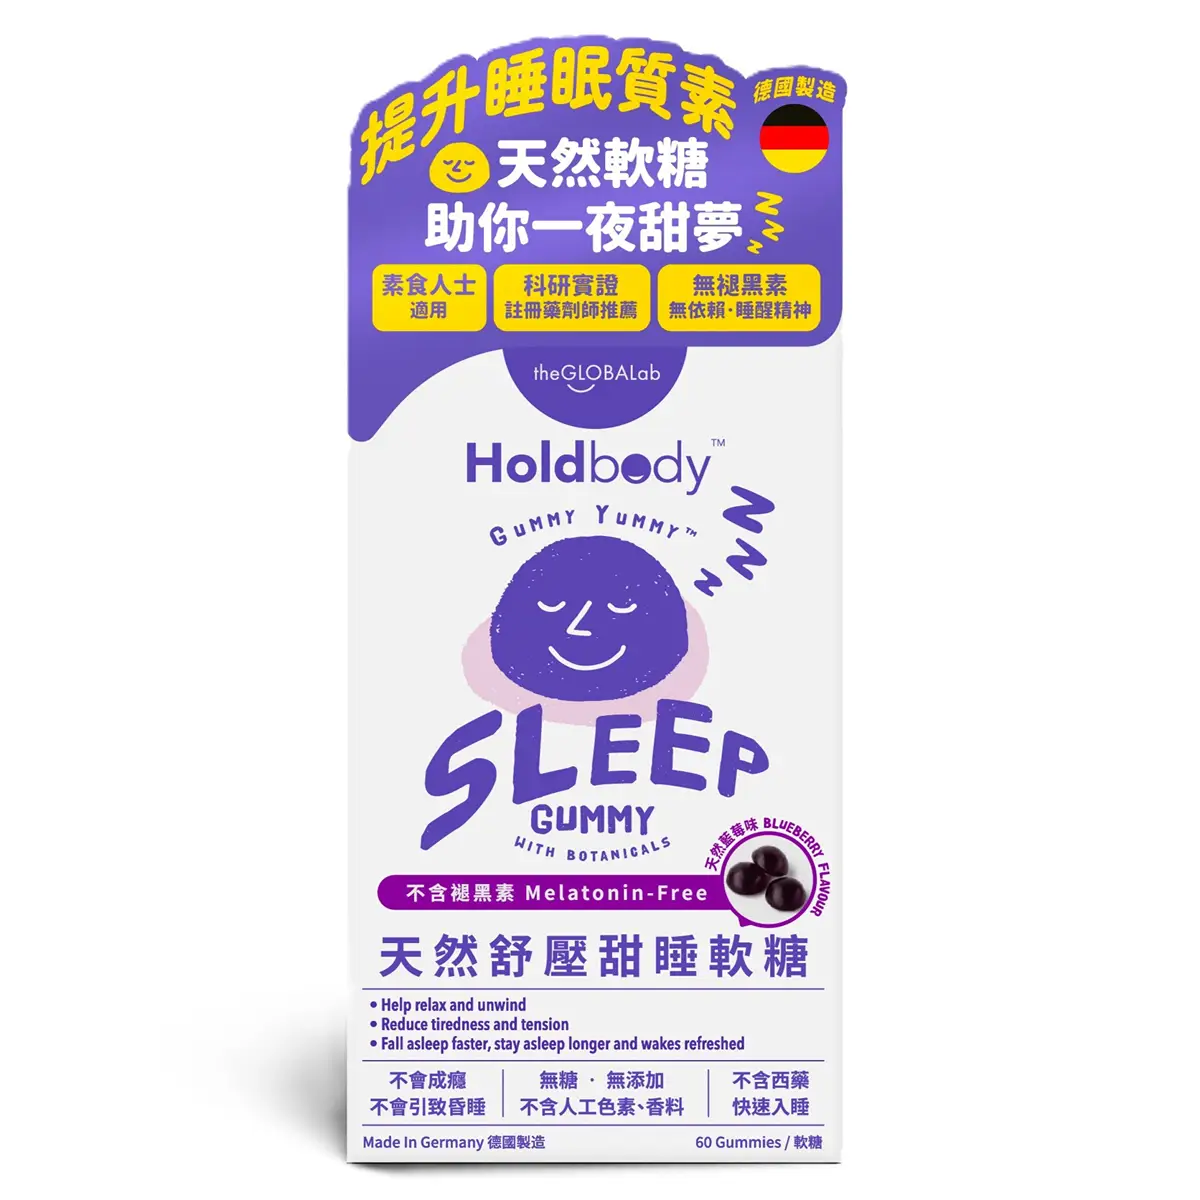 提升睡眠質素
德國製造
天然軟糖
助你一夜甜夢
zzz
素食人士
適用
科研實證
註冊藥劑師推薦
無褪黑素
無依賴·睡醒精神
theGLOBALab
Holdbody™
GUMMY YUMMY™
ZZZ
SLEEP
GUMMY
WITH BOTANICALS
天然藍莓味 BLUEBERRY FLAVOUR
不含褪黑素 Melatonin-Free
天然舒壓甜睡軟糖
• Help relax and unwind
• Reduce tiredness and tension
• Fall asleep faster, stay asleep longer and wakes refreshed
不會成癮
不會引致昏睡
無糖 · 無添加
不含人工色素、香料
不含西藥
快速入睡
Made In Germany 德國製造
60 Gummies / 軟糖